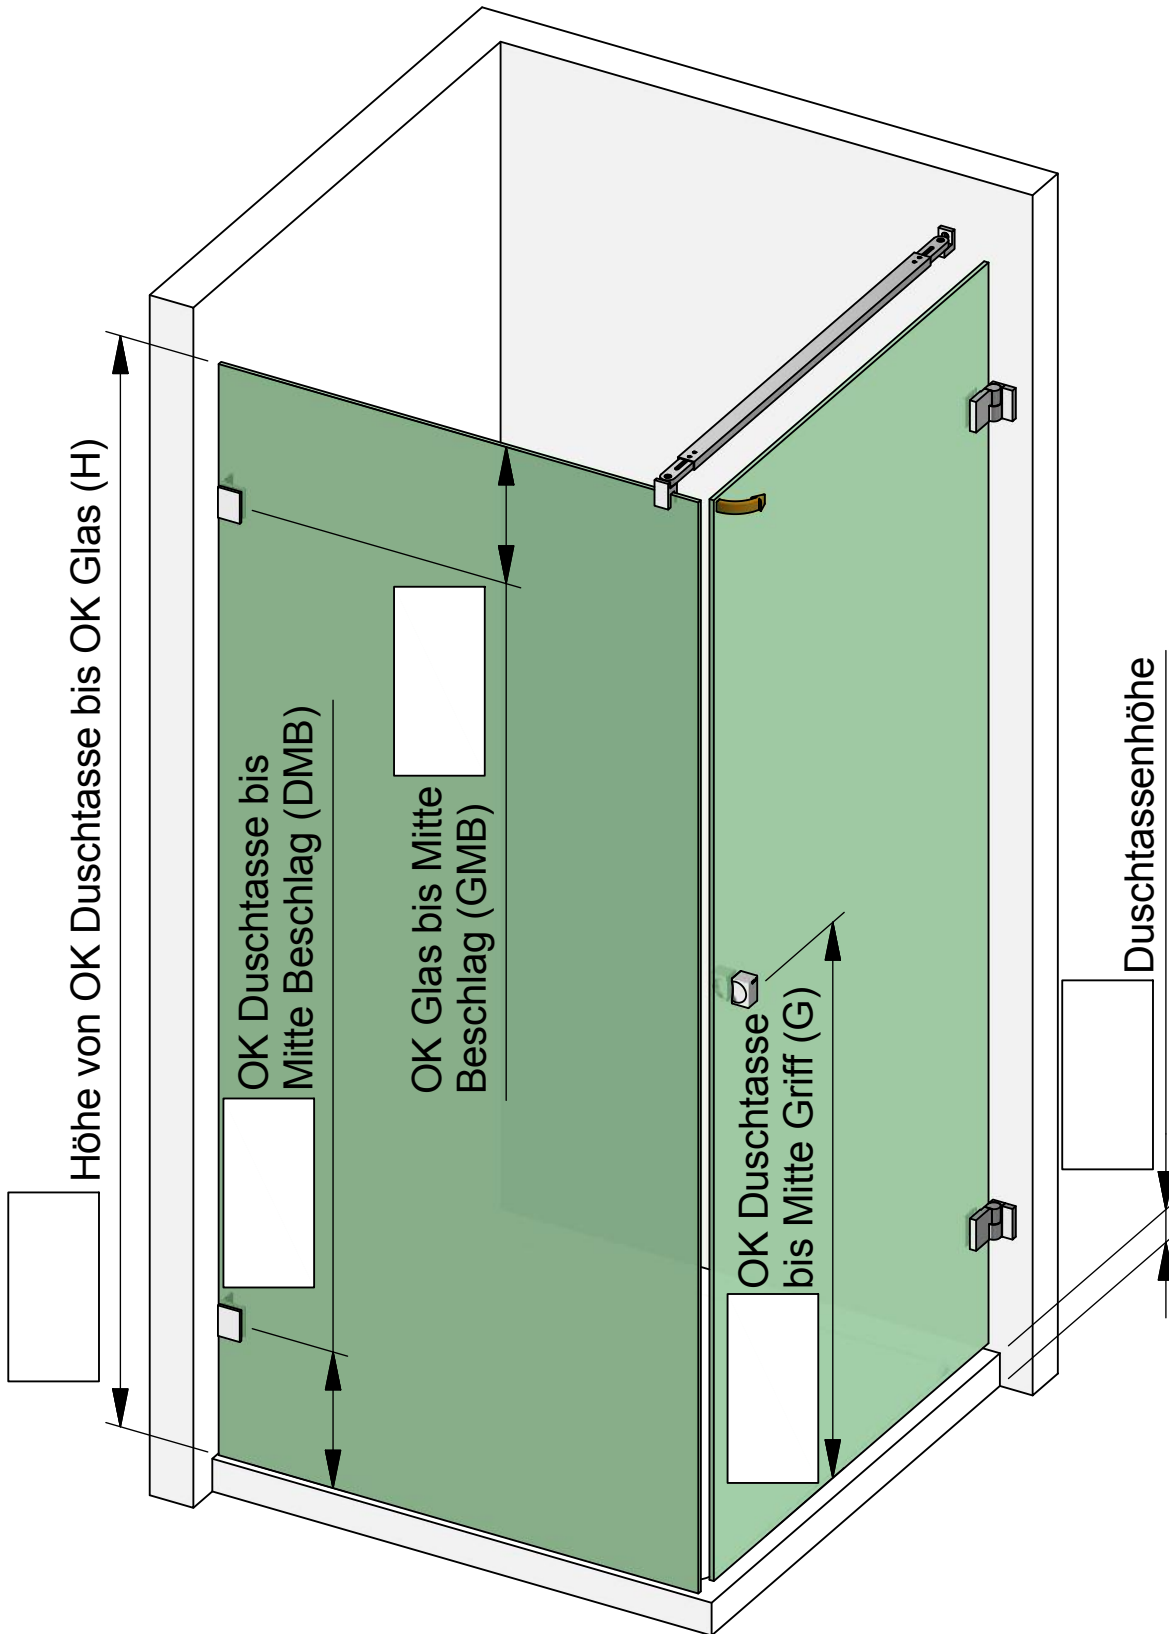 Höhe von OK Duschtasse bis OK Glas (H)
OK Duschtasse bis
Mitte Beschlag (DMB)
OK Glas bis Mitte
Beschlag (GMB)
OK Duschtasse
bis Mitte Griff (G)
Duschtassenhöhe